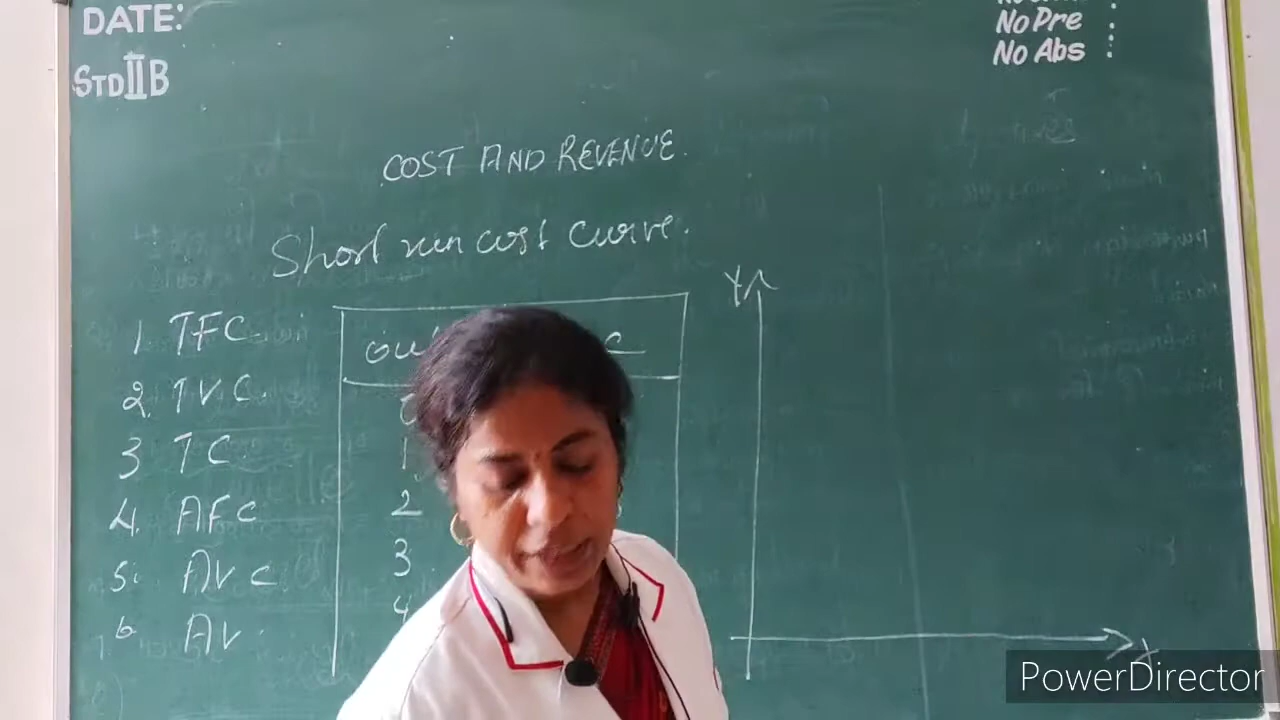 DATE:
No Pre :
No Abs :
STD II B
COST AND REVENUE.
Short run cost curve.
Y
1. TFC
2. TVC
3 TC
4. AFC
5. AVC
6 AV
0
1
2
3
4
X
PowerDirector